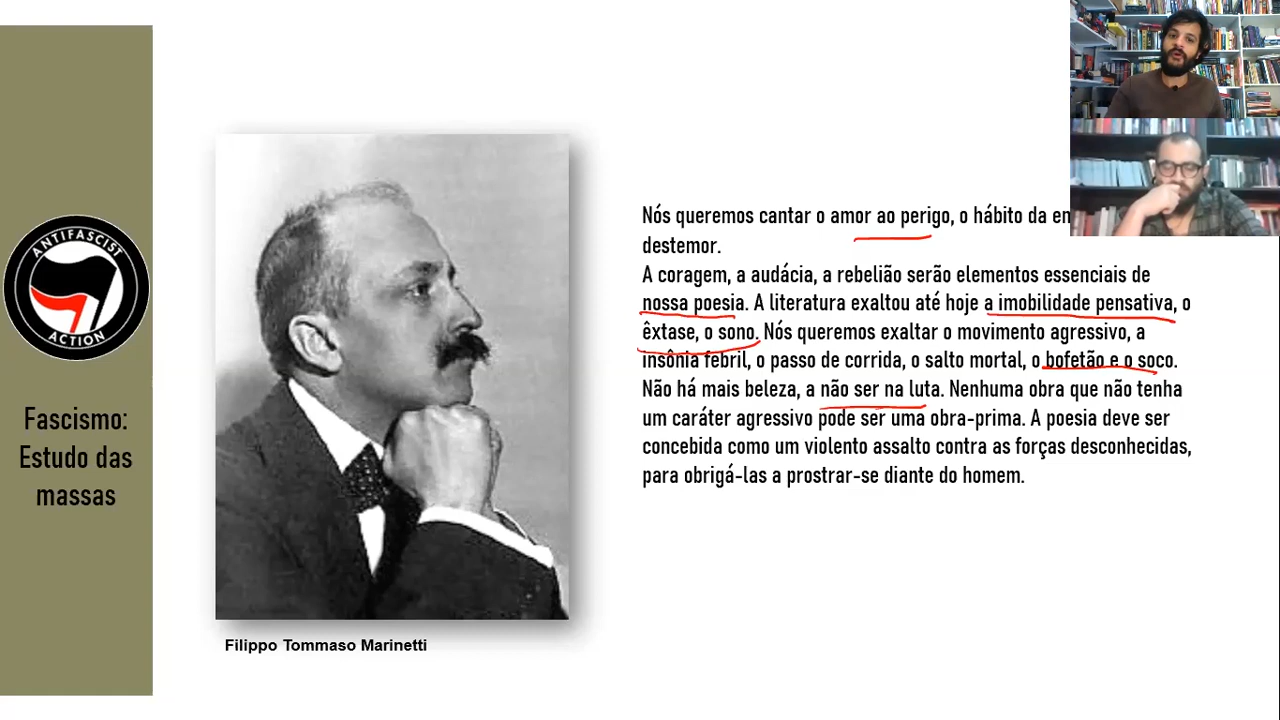 ANTIFASCIST
ACTION
Fascismo:
Estudo das
massas
Filippo Tommaso Marinetti
Nós queremos cantar o amor ao perigo, o hábito da
destemor.
A coragem, a audácia, a rebelião serão elementos essenciais de
nossa poesia. A literatura exaltou até hoje a imobilidade pensativa, o
êxtase, o sono. Nós queremos exaltar o movimento agressivo, a
insônia febril, o passo de corrida, o salto mortal, o bofetão e o soco.
Não há mais beleza, a não ser na luta. Nenhuma obra que não tenha
um caráter agressivo pode ser uma obra-prima. A poesia deve ser
concebida como um violento assalto contra as forças desconhecidas,
para obrigá-las a prostrar-se diante do homem.